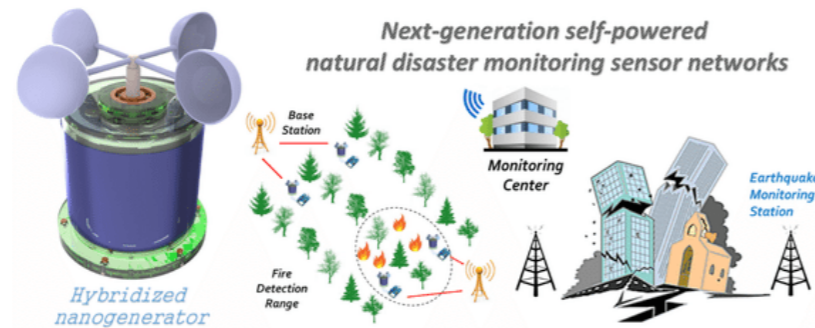 Next-generation self-powered
natural disaster monitoring sensor networks
Base
Station
Monitoring
Center
Earthquake
Monitoring
Station
Fire
Detection
Range
Hybridized
nanogenerator